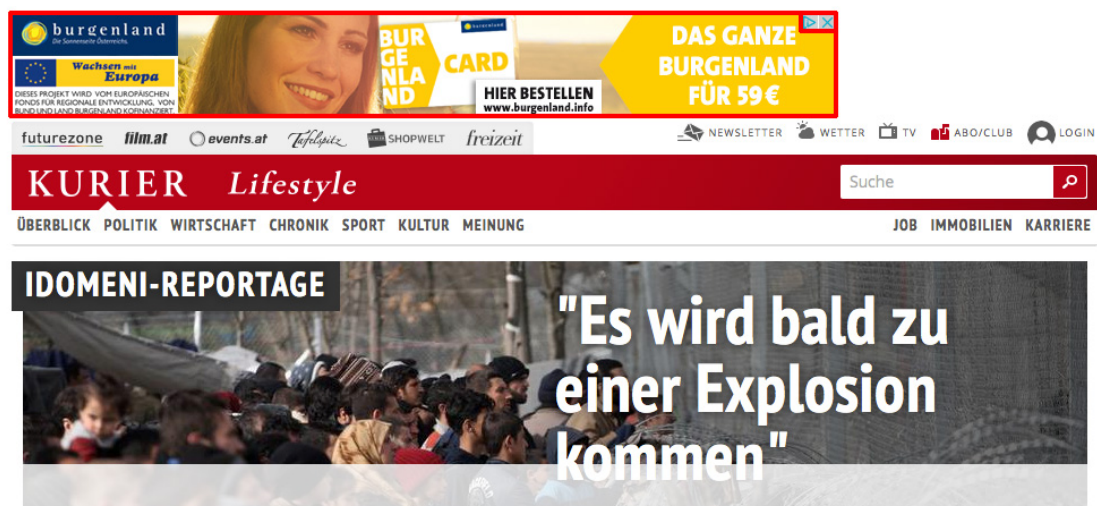 burgenland
Die Sonnenseite Österreichs.
Wachsen mit
Europa
DIESES PROJEKT WIRD VOM EUROPÄISCHEN
FONDS FÜR REGIONALE ENTWICKLUNG, VON
BUND UND LAND BURGENLAND KOFINANZIERT
BUR
GE
NLA
ND
burgenland
CARD
HIER BESTELLEN
www.burgenland.info
DAS GANZE
BURGENLAND
FÜR 59 €
futurezone film.at events.at Tafelspitz SHOPWELT freizeit
NEWSLETTER WETTER TV ABO/CLUB LOGIN
KURIER Lifestyle
Suche
ÜBERBLICK POLITIK WIRTSCHAFT CHRONIK SPORT KULTUR MEINUNG
JOB IMMOBILIEN KARRIERE
IDOMENI-REPORTAGE
"Es wird bald zu
einer Explosion
kommen"